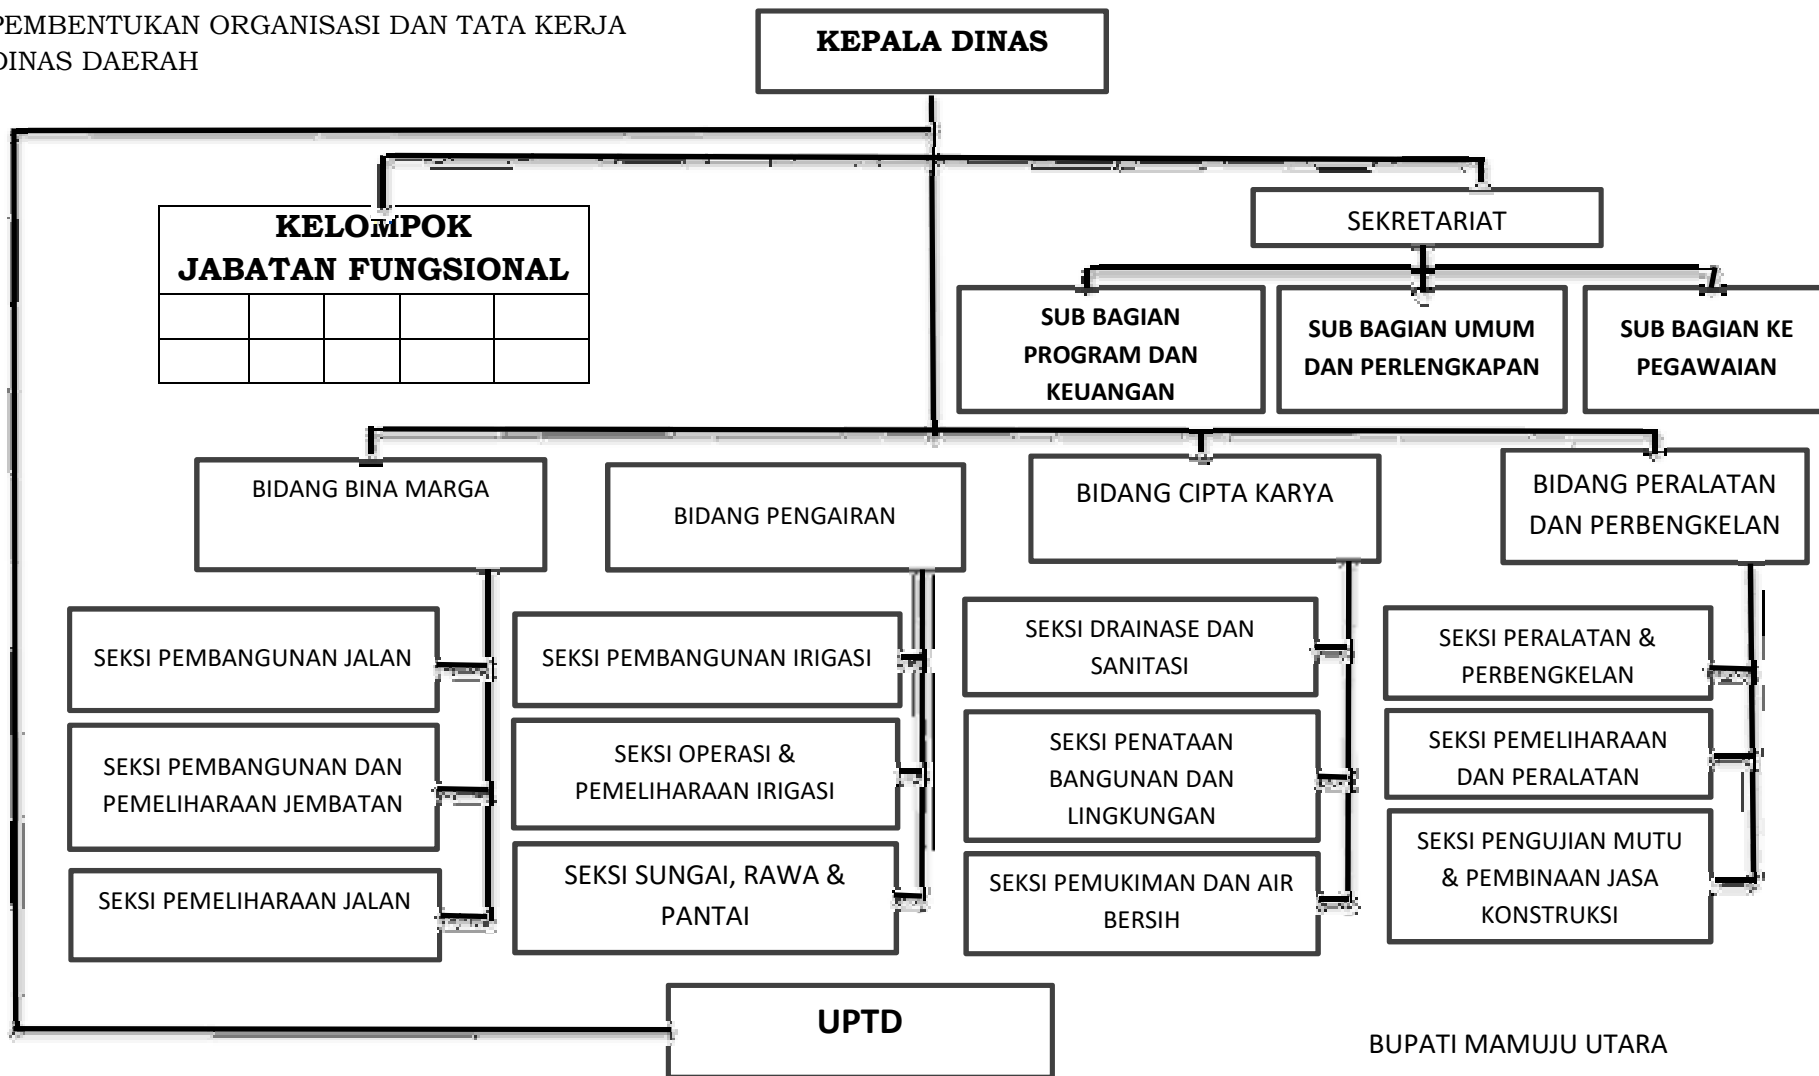 PEMBENTUKAN ORGANISASI DAN TATA KERJA
DINAS DAERAH
KEPALA DINAS
KELOMPOK
JABATAN FUNGSIONAL
SEKRETARIAT
SUB BAGIAN
PROGRAM DAN
KEUANGAN
SUB BAGIAN UMUM
DAN PERLENGKAPAN
SUB BAGIAN KE
PEGAWAIAN
BIDANG BINA MARGA
BIDANG PENGAIRAN
BIDANG CIPTA KARYA
BIDANG PERALATAN
DAN PERBENGKELAN
SEKSI PEMBANGUNAN JALAN
SEKSI PEMBANGUNAN DAN
PEMELIHARAAN JEMBATAN
SEKSI PEMELIHARAAN JALAN
SEKSI PEMBANGUNAN IRIGASI
SEKSI OPERASI &
PEMELIHARAAN IRIGASI
SEKSI SUNGAI, RAWA &
PANTAI
SEKSI DRAINASE DAN
SANITASI
SEKSI PENATAAN
BANGUNAN DAN
LINGKUNGAN
SEKSI PEMUKIMAN DAN AIR
BERSIH
SEKSI PERALATAN &
PERBENGKELAN
SEKSI PEMELIHARAAN
DAN PERALATAN
SEKSI PENGUJIAN MUTU
& PEMBINAAN JASA
KONSTRUKSI
UPTD
BUPATI MAMUJU UTARA